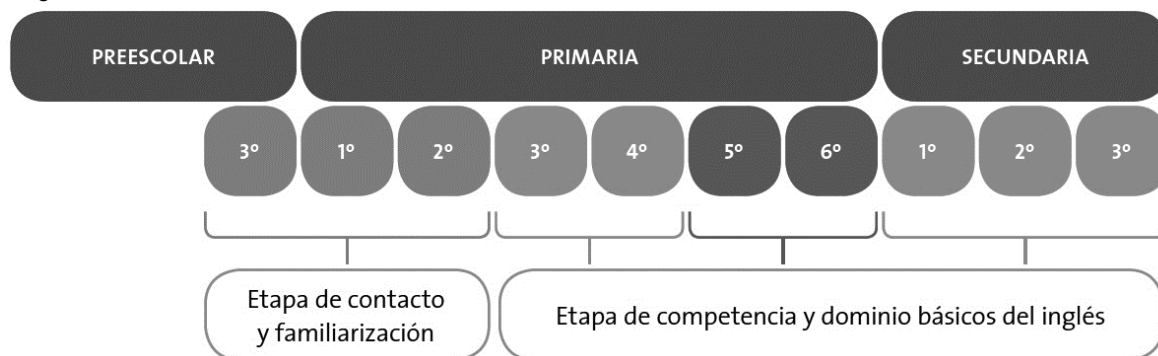 PREESCOLAR
PRIMARIA
SECUNDARIA
3º
1º
2º
3º
4º
5º
6º
1º
2º
3º
Etapa de contacto
y familiarización
Etapa de competencia y dominio básicos del inglés